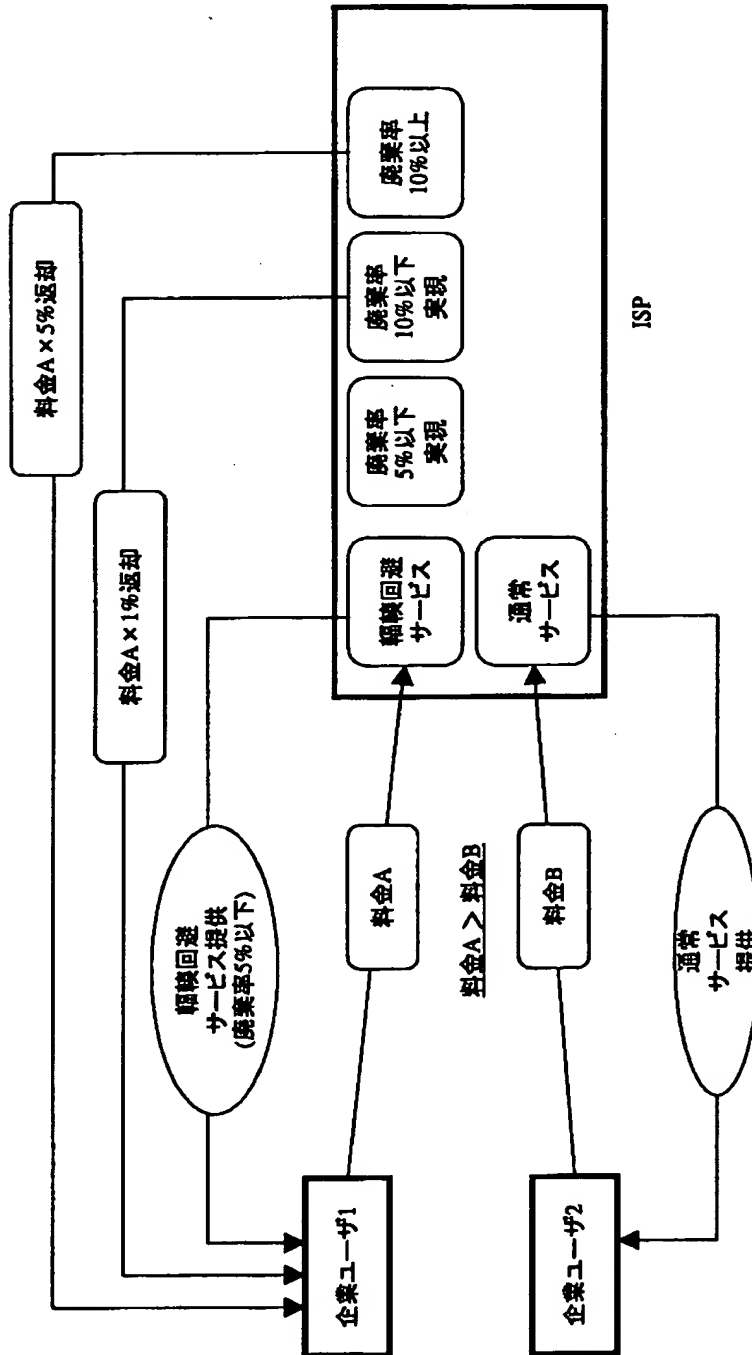 料金A×5%返却
料金A×1%返却
輻輳回避
サービス提供
(廃棄率5%以下)
企業ユーザ1
料金A
輻輳回避
サービス
廃棄率
5%以下
実現
廃棄率
10%以下
実現
廃棄率
10%以上
料金A > 料金B
企業ユーザ2
料金B
通常
サービス
通常
サービス
提供
ISP